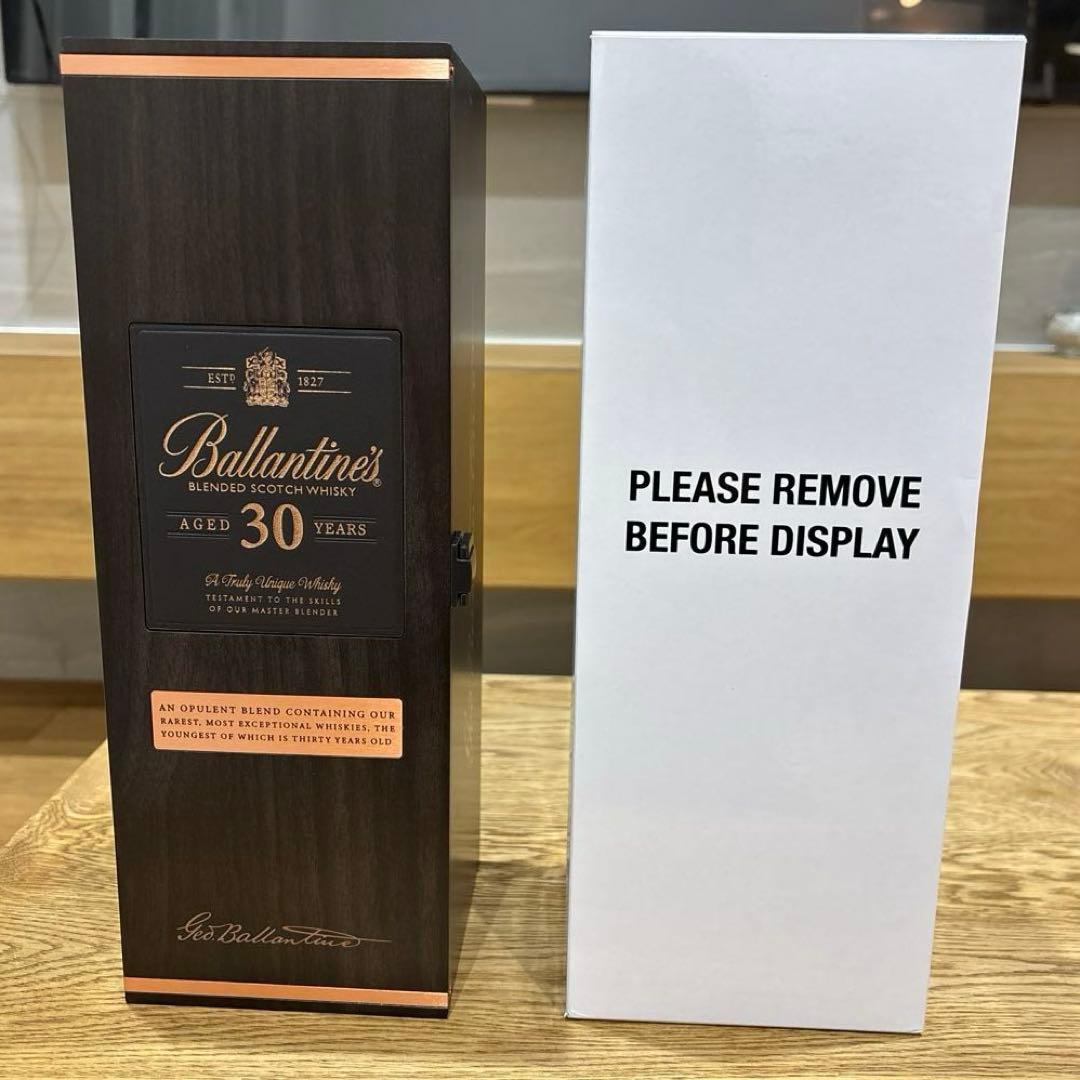 ESTD 1827
Ballantine's®
BLENDED SCOTCH WHISKY
AGED 30 YEARS
A Truly Unique Whisky
TESTAMENT TO THE SKILLS
OF OUR MASTER BLENDER
AN OPULENT BLEND CONTAINING OUR
RAREST, MOST EXCEPTIONAL WHISKIES, THE
YOUNGEST OF WHICH IS THIRTY YEARS OLD
Geo. Ballantine
PLEASE REMOVE
BEFORE DISPLAY